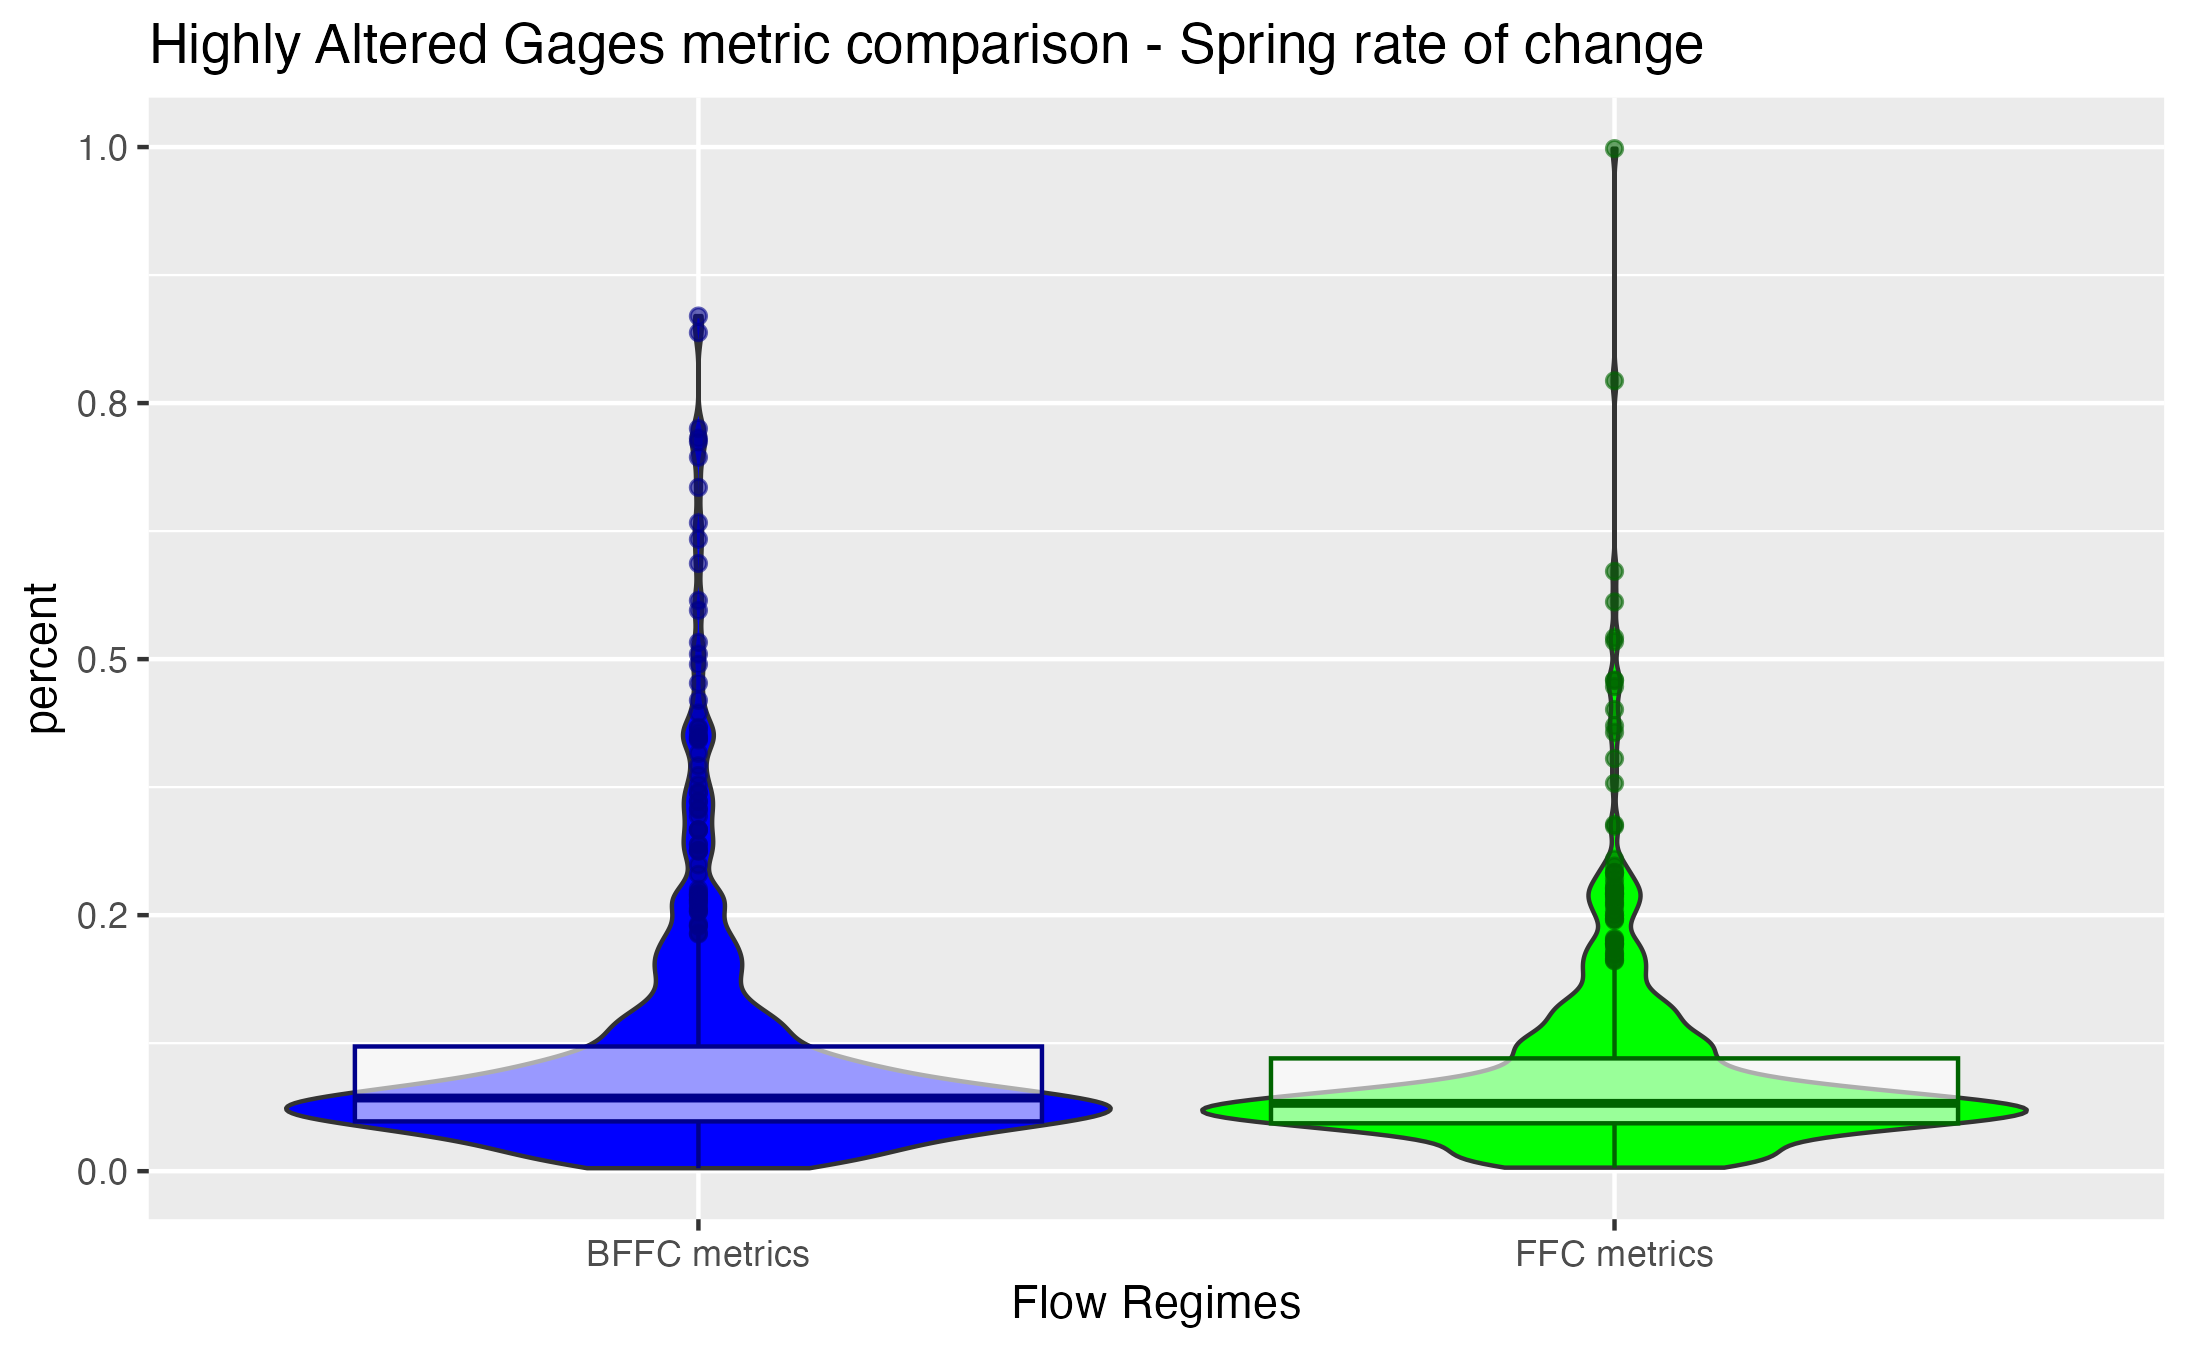 Highly Altered Gages metric comparison - Spring rate of change
1.0
0.8
0.5
0.2
0.0
percent
BFFC metrics
FFC metrics
Flow Regimes